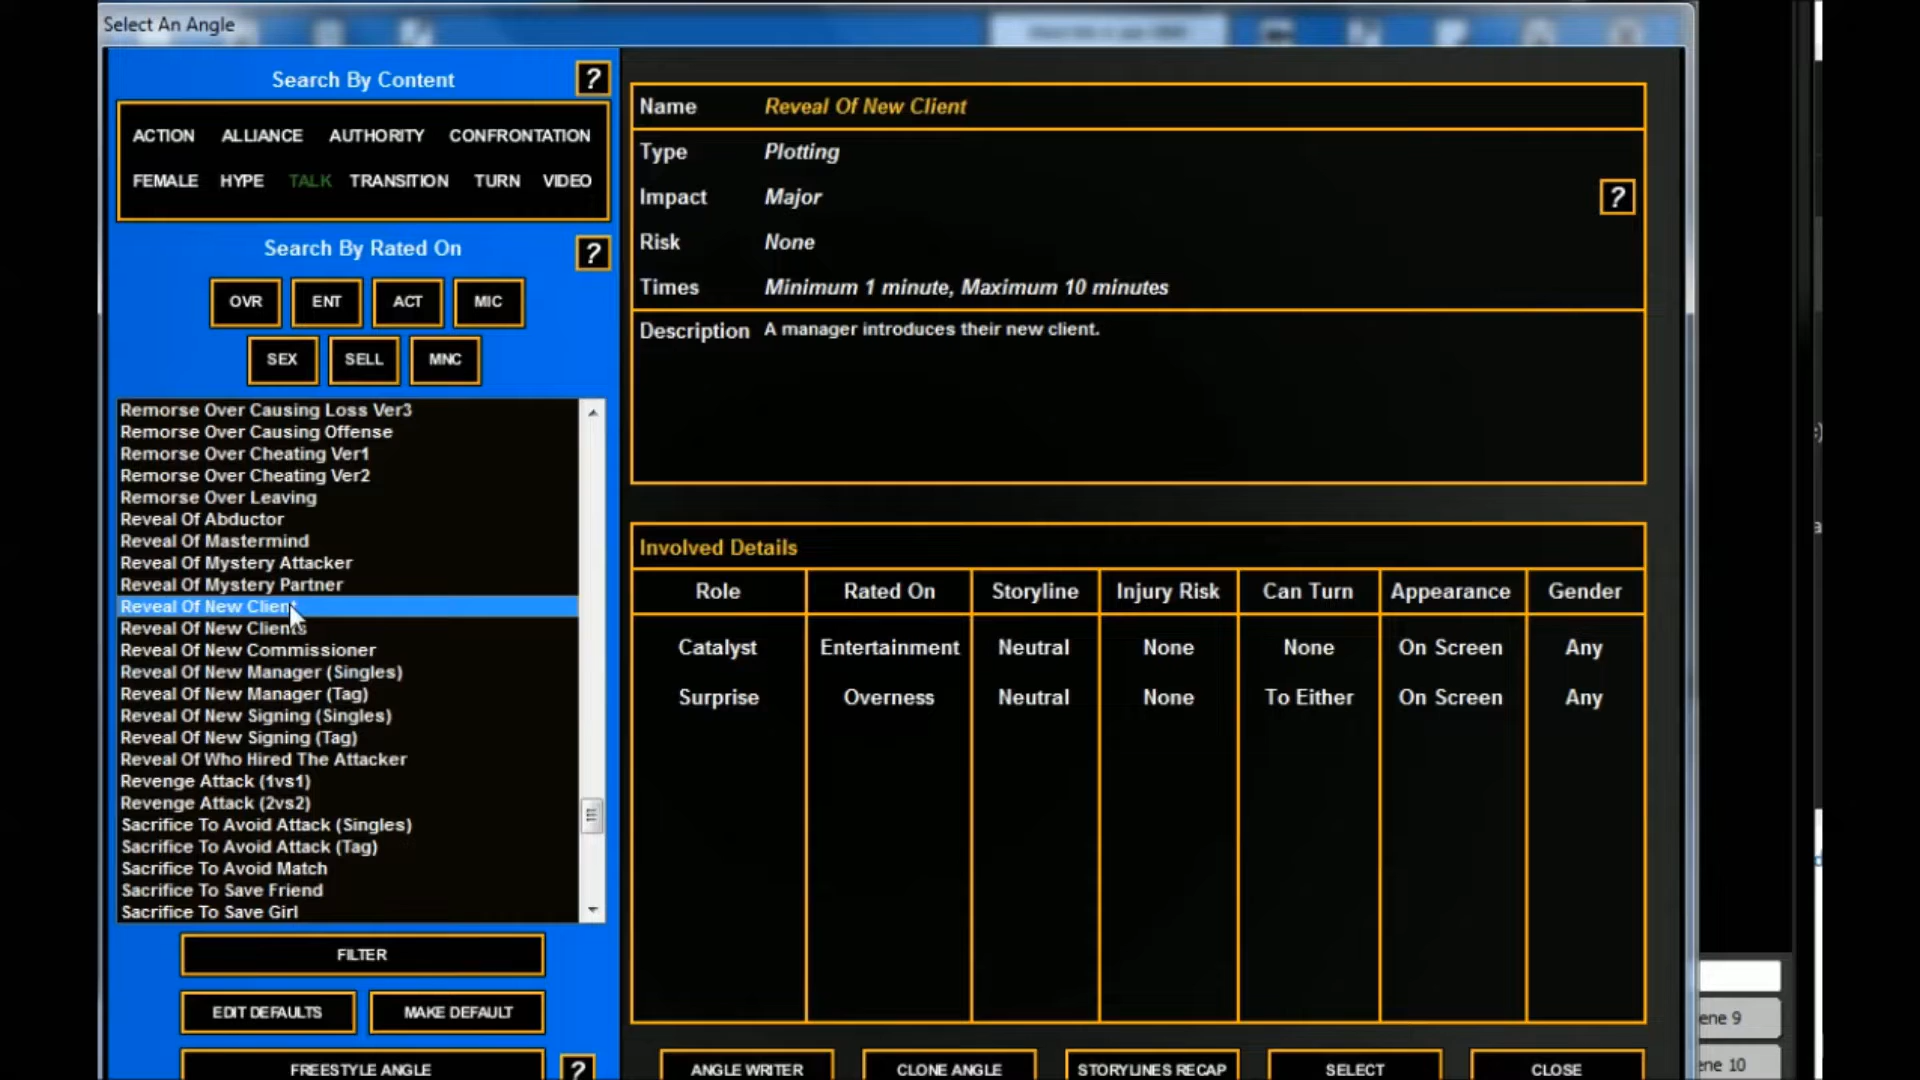 Select An Angle
Search By Content
?
ACTION ALLIANCE AUTHORITY CONFRONTATION
FEMALE HYPE TALK TRANSITION TURN VIDEO
Search By Rated On
?
OVR ENT ACT MIC
SEX SELL MNC
Remorse Over Causing Loss Ver3
Remorse Over Causing Offense
Remorse Over Cheating Ver1
Remorse Over Cheating Ver2
Remorse Over Leaving
Reveal Of Abductor
Reveal Of Mastermind
Reveal Of Mystery Attacker
Reveal Of Mystery Partner
Reveal Of New Client
Reveal Of New Clients
Reveal Of New Commissioner
Reveal Of New Manager (Singles)
Reveal Of New Manager (Tag)
Reveal Of New Signing (Singles)
Reveal Of New Signing (Tag)
Reveal Of Who Hired The Attacker
Revenge Attack (1vs1)
Revenge Attack (2vs2)
Sacrifice To Avoid Attack (Singles)
Sacrifice To Avoid Attack (Tag)
Sacrifice To Avoid Match
Sacrifice To Save Friend
Sacrifice To Save Girl
FILTER
EDIT DEFAULTS MAKE DEFAULT
FREESTYLE ANGLE ?
Name Reveal Of New Client
Type Plotting
Impact Major ?
Risk None
Times Minimum 1 minute, Maximum 10 minutes
Description A manager introduces their new client.
Involved Details
Role Rated On Storyline Injury Risk Can Turn Appearance Gender
Catalyst Entertainment Neutral None None On Screen Any
Surprise Overness Neutral None To Either On Screen Any
ANGLE WRITER CLONE ANGLE STORYLINES RECAP SELECT CLOSE
ene 9
ene 10